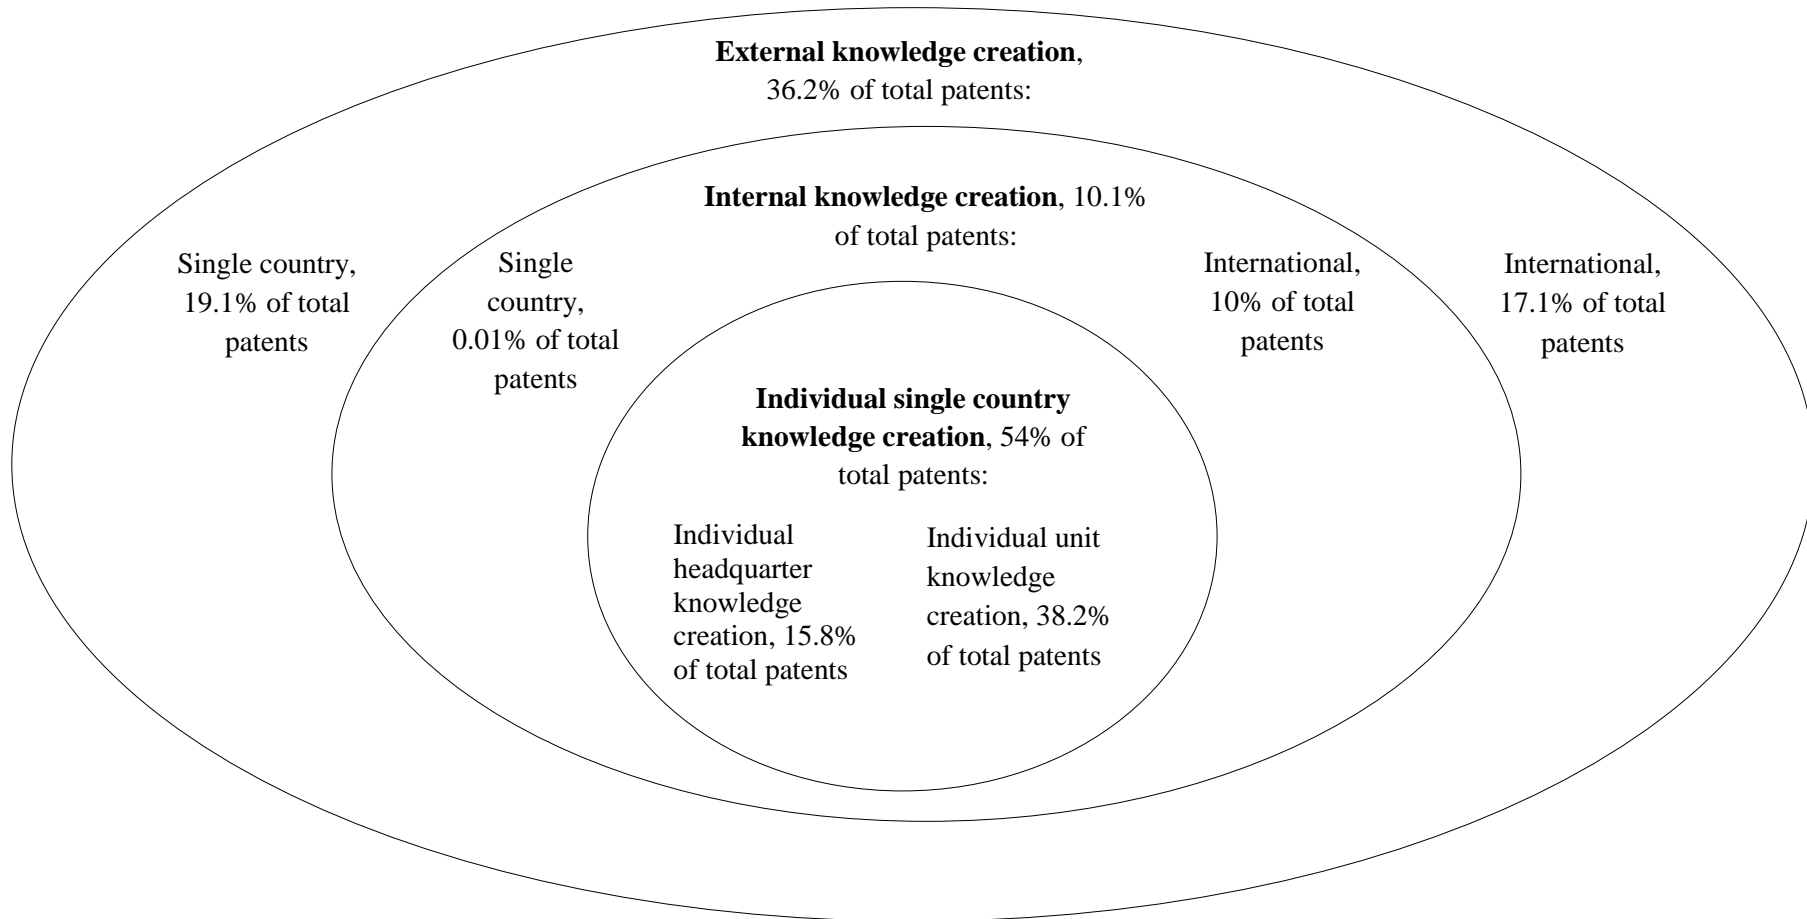 External knowledge creation,
36.2% of total patents:
Internal knowledge creation, 10.1%
of total patents:
Single country,
19.1% of total
patents
Single
country,
0.01% of total
patents
International,
10% of total
patents
International,
17.1% of total
patents
Individual single country
knowledge creation, 54% of
total patents:
Individual
headquarter
knowledge
creation, 15.8%
of total patents
Individual unit
knowledge
creation, 38.2%
of total patents